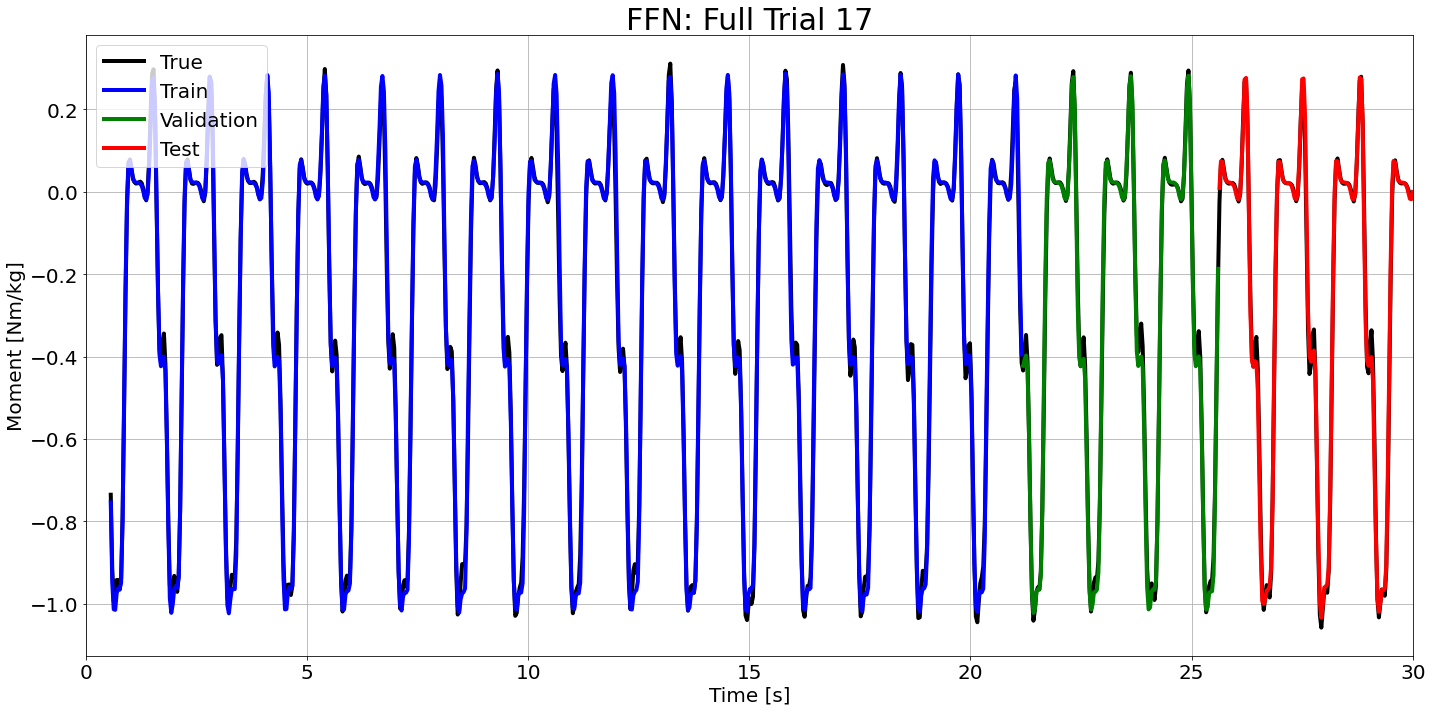 FFN: Full Trial 17
True
Train
Validation
Test
0.2
0.0
−0.2
−0.4
−0.6
−0.8
−1.0
Moment [Nm/kg]
0 5 10 15 20 25 30
Time [s]